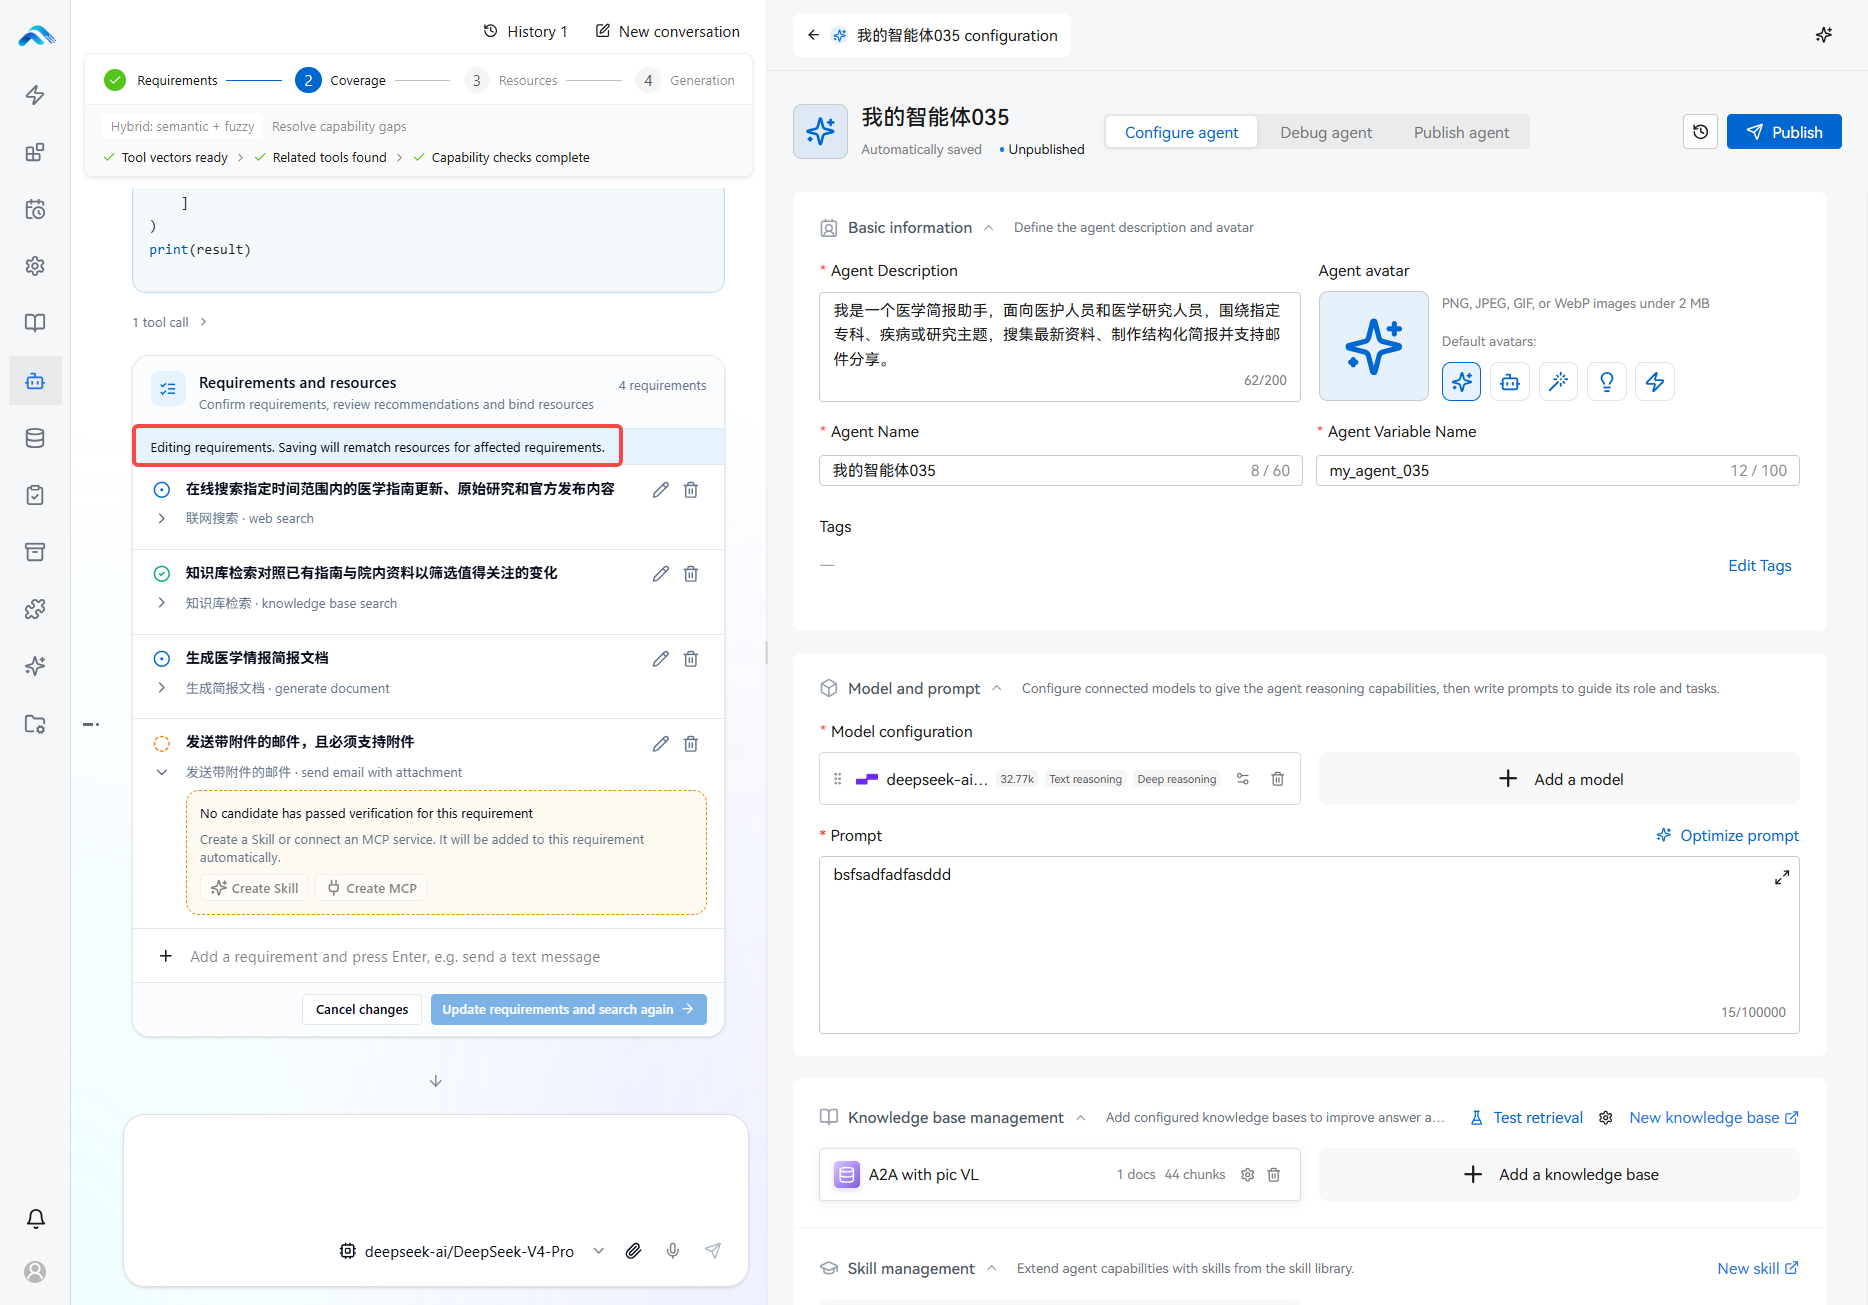 History 1
New conversation
Requirements
2
Coverage
3
Resources
4
Generation
Hybrid: semantic + fuzzy
Resolve capability gaps
Tool vectors ready
Related tools found
Capability checks complete
]
)
print(result)
1 tool call
Requirements and resources
4 requirements
Confirm requirements, review recommendations and bind resources
Editing requirements. Saving will rematch resources for affected requirements.
在线搜索指定时间范围内的医学指南更新、原始研究和官方发布内容
联网搜索 · web search
知识库检索对照已有指南与院内资料以筛选值得关注的变化
知识库检索 · knowledge base search
生成医学情报简报文档
生成简报文档 · generate document
发送带附件的邮件，且必须支持附件
发送带附件的邮件 · send email with attachment
No candidate has passed verification for this requirement
Create a Skill or connect an MCP service. It will be added to this requirement
automatically.
Create Skill
Create MCP
Add a requirement and press Enter, e.g. send a text message
Cancel changes
Update requirements and search again
deepseek-ai/DeepSeek-V4-Pro
我的智能体035 configuration
我的智能体035
Automatically saved
Unpublished
Configure agent
Debug agent
Publish agent
Publish
Basic information
Define the agent description and avatar
* Agent Description
我是一个医学简报助手，面向医护人员和医学研究人员，围绕指定
专科、疾病或研究主题，搜集最新资料、制作结构化简报并支持邮
件分享。
62/200
Agent avatar
PNG, JPEG, GIF, or WebP images under 2 MB
Default avatars:
* Agent Name
我的智能体035
8 / 60
* Agent Variable Name
my_agent_035
12 / 100
Tags
—
Edit Tags
Model and prompt
Configure connected models to give the agent reasoning capabilities, then write prompts to guide its role and tasks.
* Model configuration
deepseek-ai...
32.77k
Text reasoning
Deep reasoning
Add a model
* Prompt
Optimize prompt
bsfsadfadfasddd
15/100000
Knowledge base management
Add configured knowledge bases to improve answer a...
Test retrieval
New knowledge base
A2A with pic VL
1 docs
44 chunks
Add a knowledge base
Skill management
Extend agent capabilities with skills from the skill library.
New skill